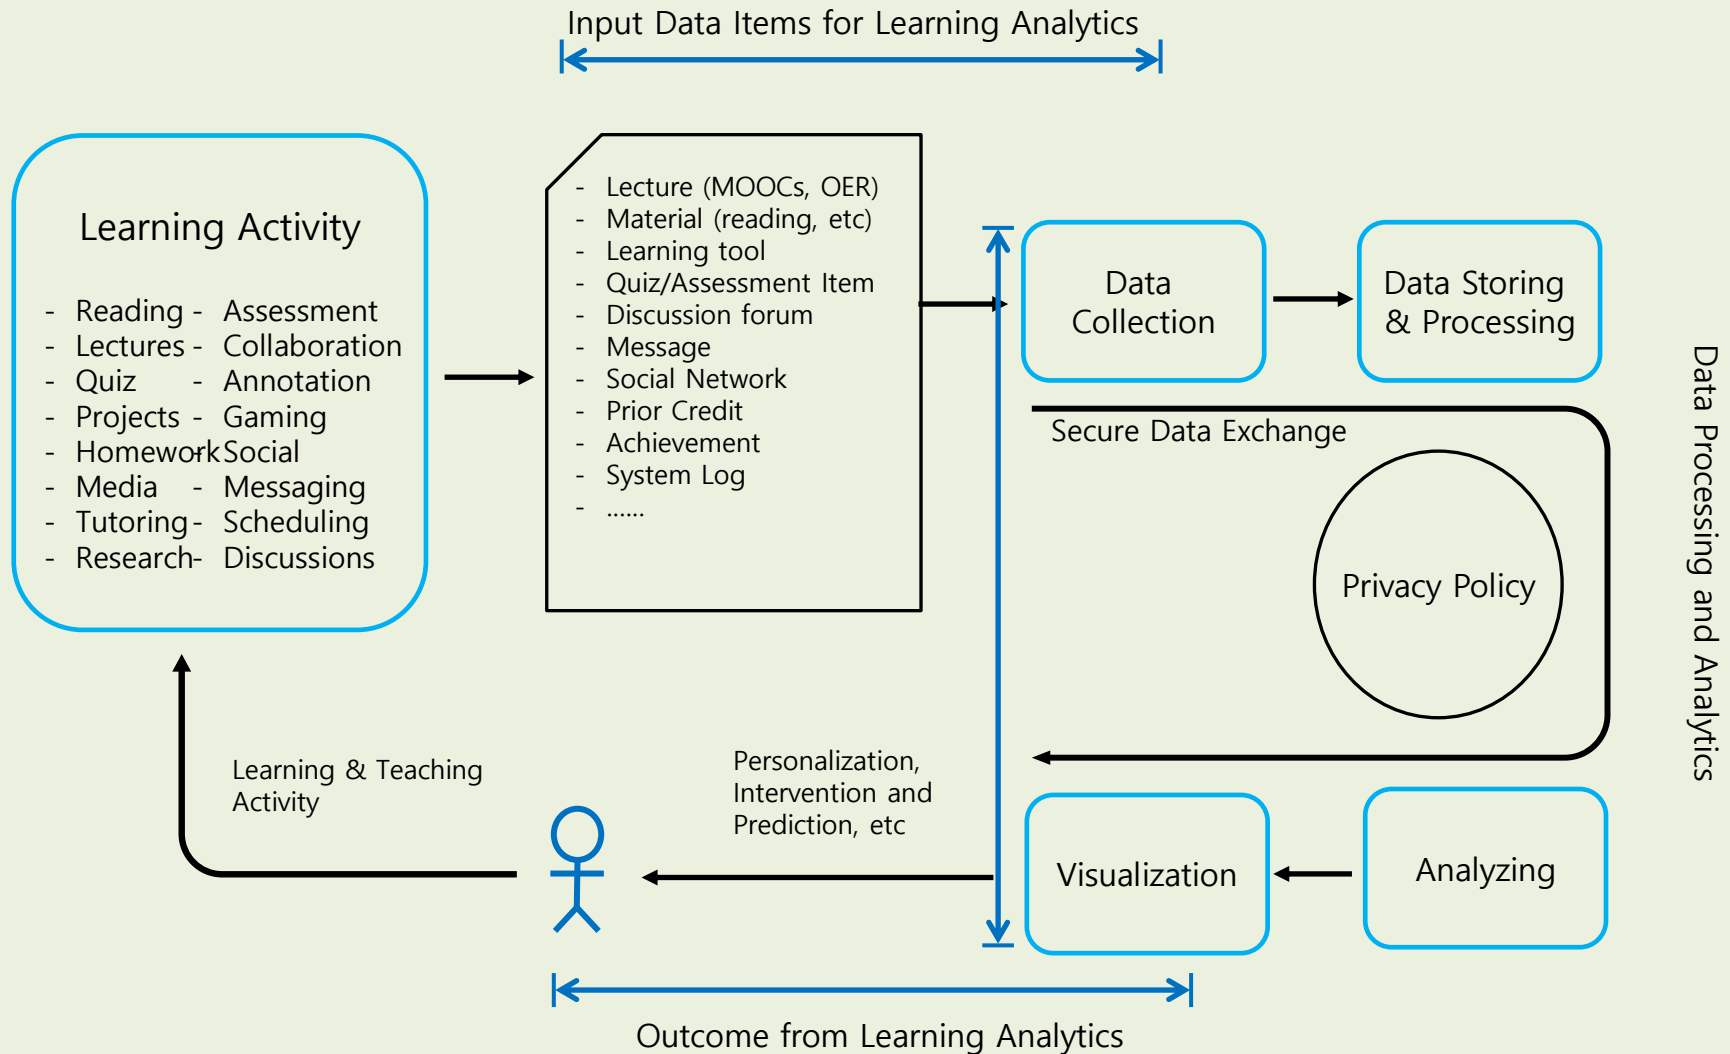 Input Data Items for Learning Analytics
Learning Activity
- Reading - Assessment
- Lectures - Collaboration
- Quiz - Annotation
- Projects - Gaming
- Homework - Social
- Media - Messaging
- Tutoring - Scheduling
- Research - Discussions
- Lecture (MOOCs, OER)
- Material (reading, etc)
- Learning tool
- Quiz/Assessment Item
- Discussion forum
- Message
- Social Network
- Prior Credit
- Achievement
- System Log
- ......
Data
Collection
Data Storing
& Processing
Secure Data Exchange
Privacy Policy
Data Processing and Analytics
Learning & Teaching
Activity
Personalization,
Intervention and
Prediction, etc
Visualization
Analyzing
Outcome from Learning Analytics